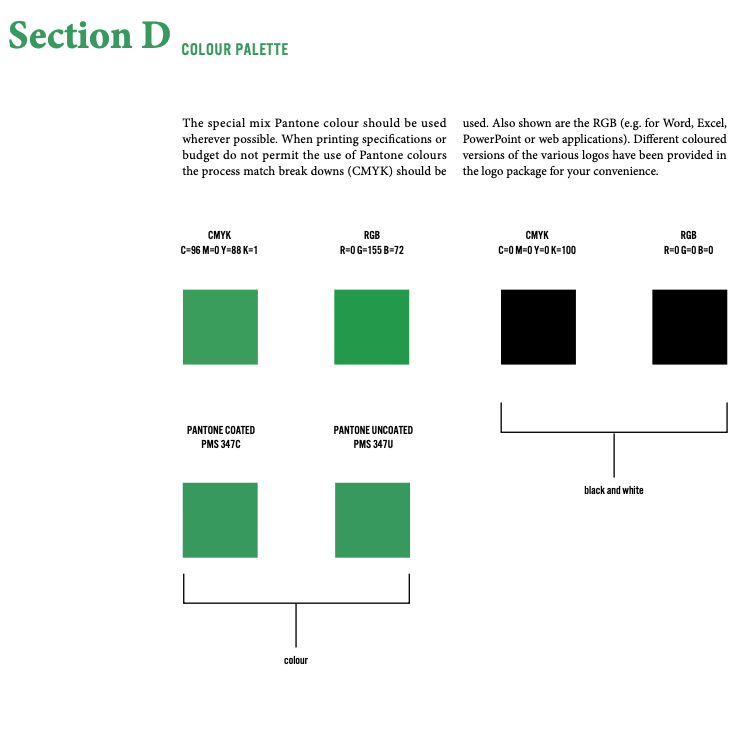 Section D COLOUR PALETTE
The special mix Pantone colour should be used
wherever possible. When printing specifications or
budget do not permit the use of Pantone colours
the process match break downs (CMYK) should be
used. Also shown are the RGB (e.g. for Word, Excel,
PowerPoint or web applications). Different coloured
versions of the various logos have been provided in
the logo package for your convenience.
CMYK
C=96 M=0 Y=88 K=1
RGB
R=0 G=155 B=72
CMYK
C=0 M=0 Y=0 K=100
RGB
R=0 G=0 B=0
PANTONE COATED
PMS 347C
PANTONE UNCOATED
PMS 347U
black and white
colour